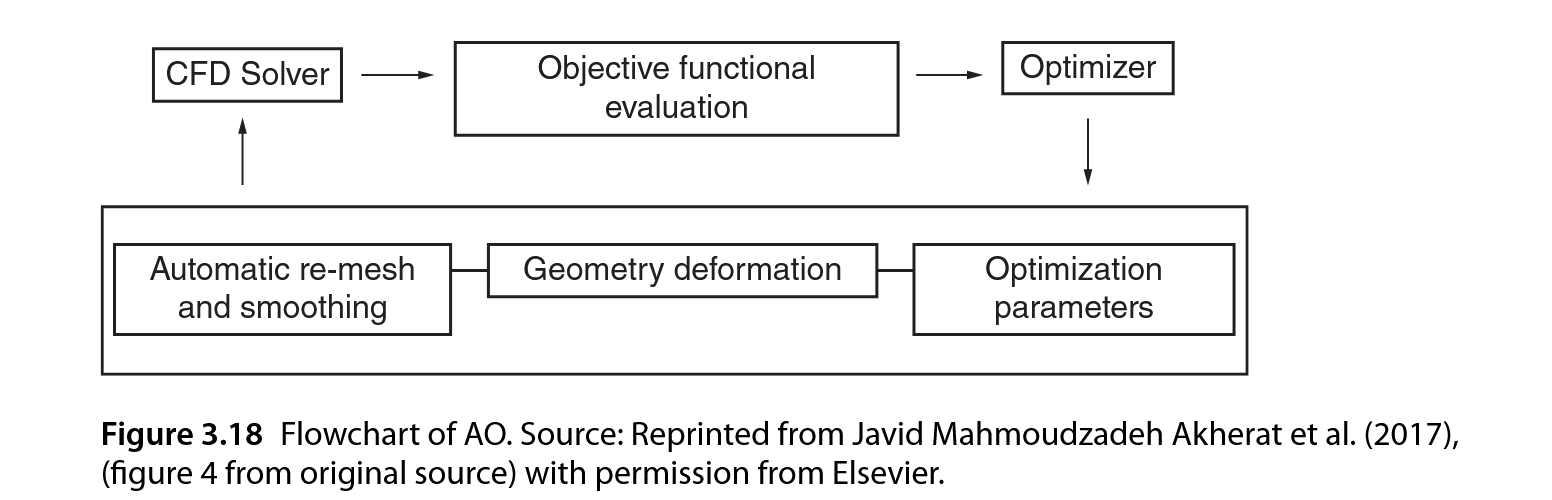 CFD Solver
Objective functional
evaluation
Optimizer
Automatic re-mesh
and smoothing
Geometry deformation
Optimization
parameters
Figure 3.18 Flowchart of AO. Source: Reprinted from Javid Mahmoudzadeh Akherat et al. (2017),
(figure 4 from original source) with permission from Elsevier.